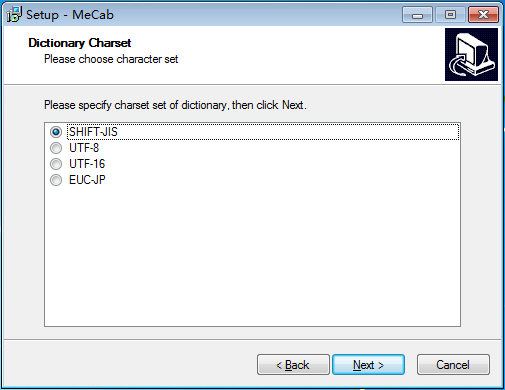 Setup - MeCab
Dictionary Charset
Please choose character set
Please specify charset set of dictionary, then click Next.
SHIFT-JIS
UTF-8
UTF-16
EUC-JP
< Back
Next >
Cancel